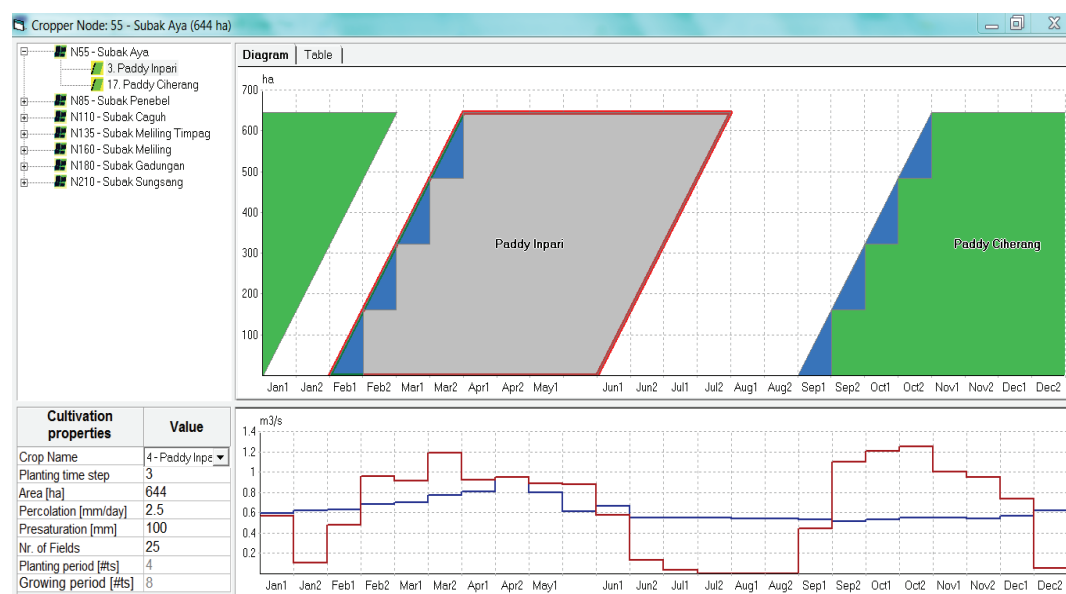 Cropper Node: 55 - Subak Aya (644 ha)
N55 - Subak Aya
3. Paddy Inpari
17. Paddy Ciherang
N85 - Subak Penebel
N110 - Subak Caguh
N135 - Subak Meliling Timpag
N160 - Subak Meliling
N180 - Subak Gadungan
N210 - Subak Sungsang
Diagram Table
ha
700
600
500
400
300
200
100
Paddy Inpari
Paddy Ciherang
Jan1 Jan2 Feb1 Feb2 Mar1 Mar2 Apr1 Apr2 May1 Jun1 Jun2 Jul1 Jul2 Aug1 Aug2 Sep1 Sep2 Oct1 Oct2 Nov1 Nov2 Dec1 Dec2
Cultivation properties Value
Crop Name 4 - Paddy Inpa
Planting time step 3
Area [ha] 644
Percolation [mm/day] 2.5
Presaturation [mm] 100
Nr. of Fields 25
Planting period [#ts] 4
Growing period [#ts] 8
m3/s
1.4
1.2
1
0.8
0.6
0.4
0.2
Jan1 Jan2 Feb1 Feb2 Mar1 Mar2 Apr1 Apr2 May1 Jun1 Jun2 Jul1 Jul2 Aug1 Aug2 Sep1 Sep2 Oct1 Oct2 Nov1 Nov2 Dec1 Dec2